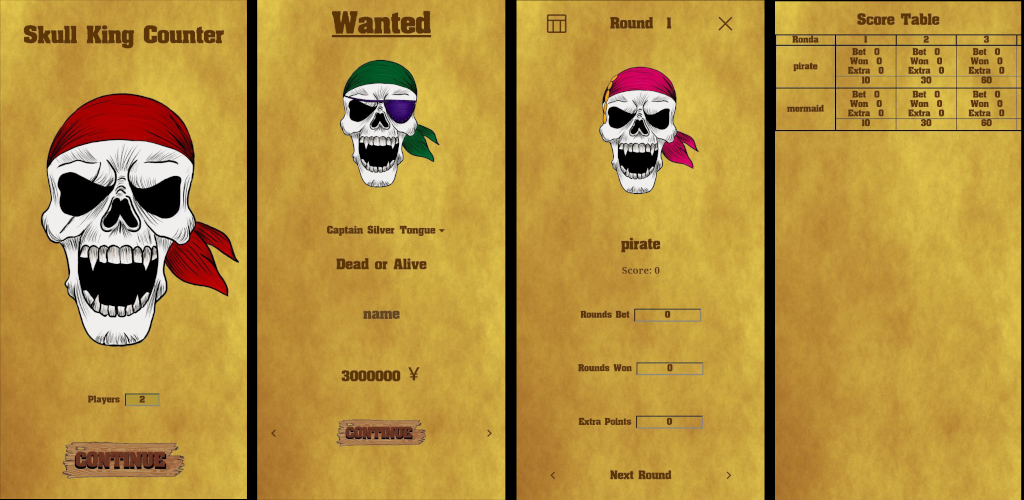 Skull King Counter
Players 2
CONTINUE
Wanted
Captain Silver Tongue
Dead or Alive
name
3000000 ¥
CONTINUE
‹ ›
Round 1
pirate
Score: 0
Rounds Bet 0
Rounds Won 0
Extra Points 0
‹ Next Round ›
Score Table
Ronda 1 2 3
Bet 0 Bet 0 Bet 0
pirate Won 0 Won 0 Won 0
Extra 0 Extra 0 Extra 0
10 30 60
Bet 0 Bet 0 Bet 0
mermaid Won 0 Won 0 Won 0
Extra 0 Extra 0 Extra 0
10 30 60